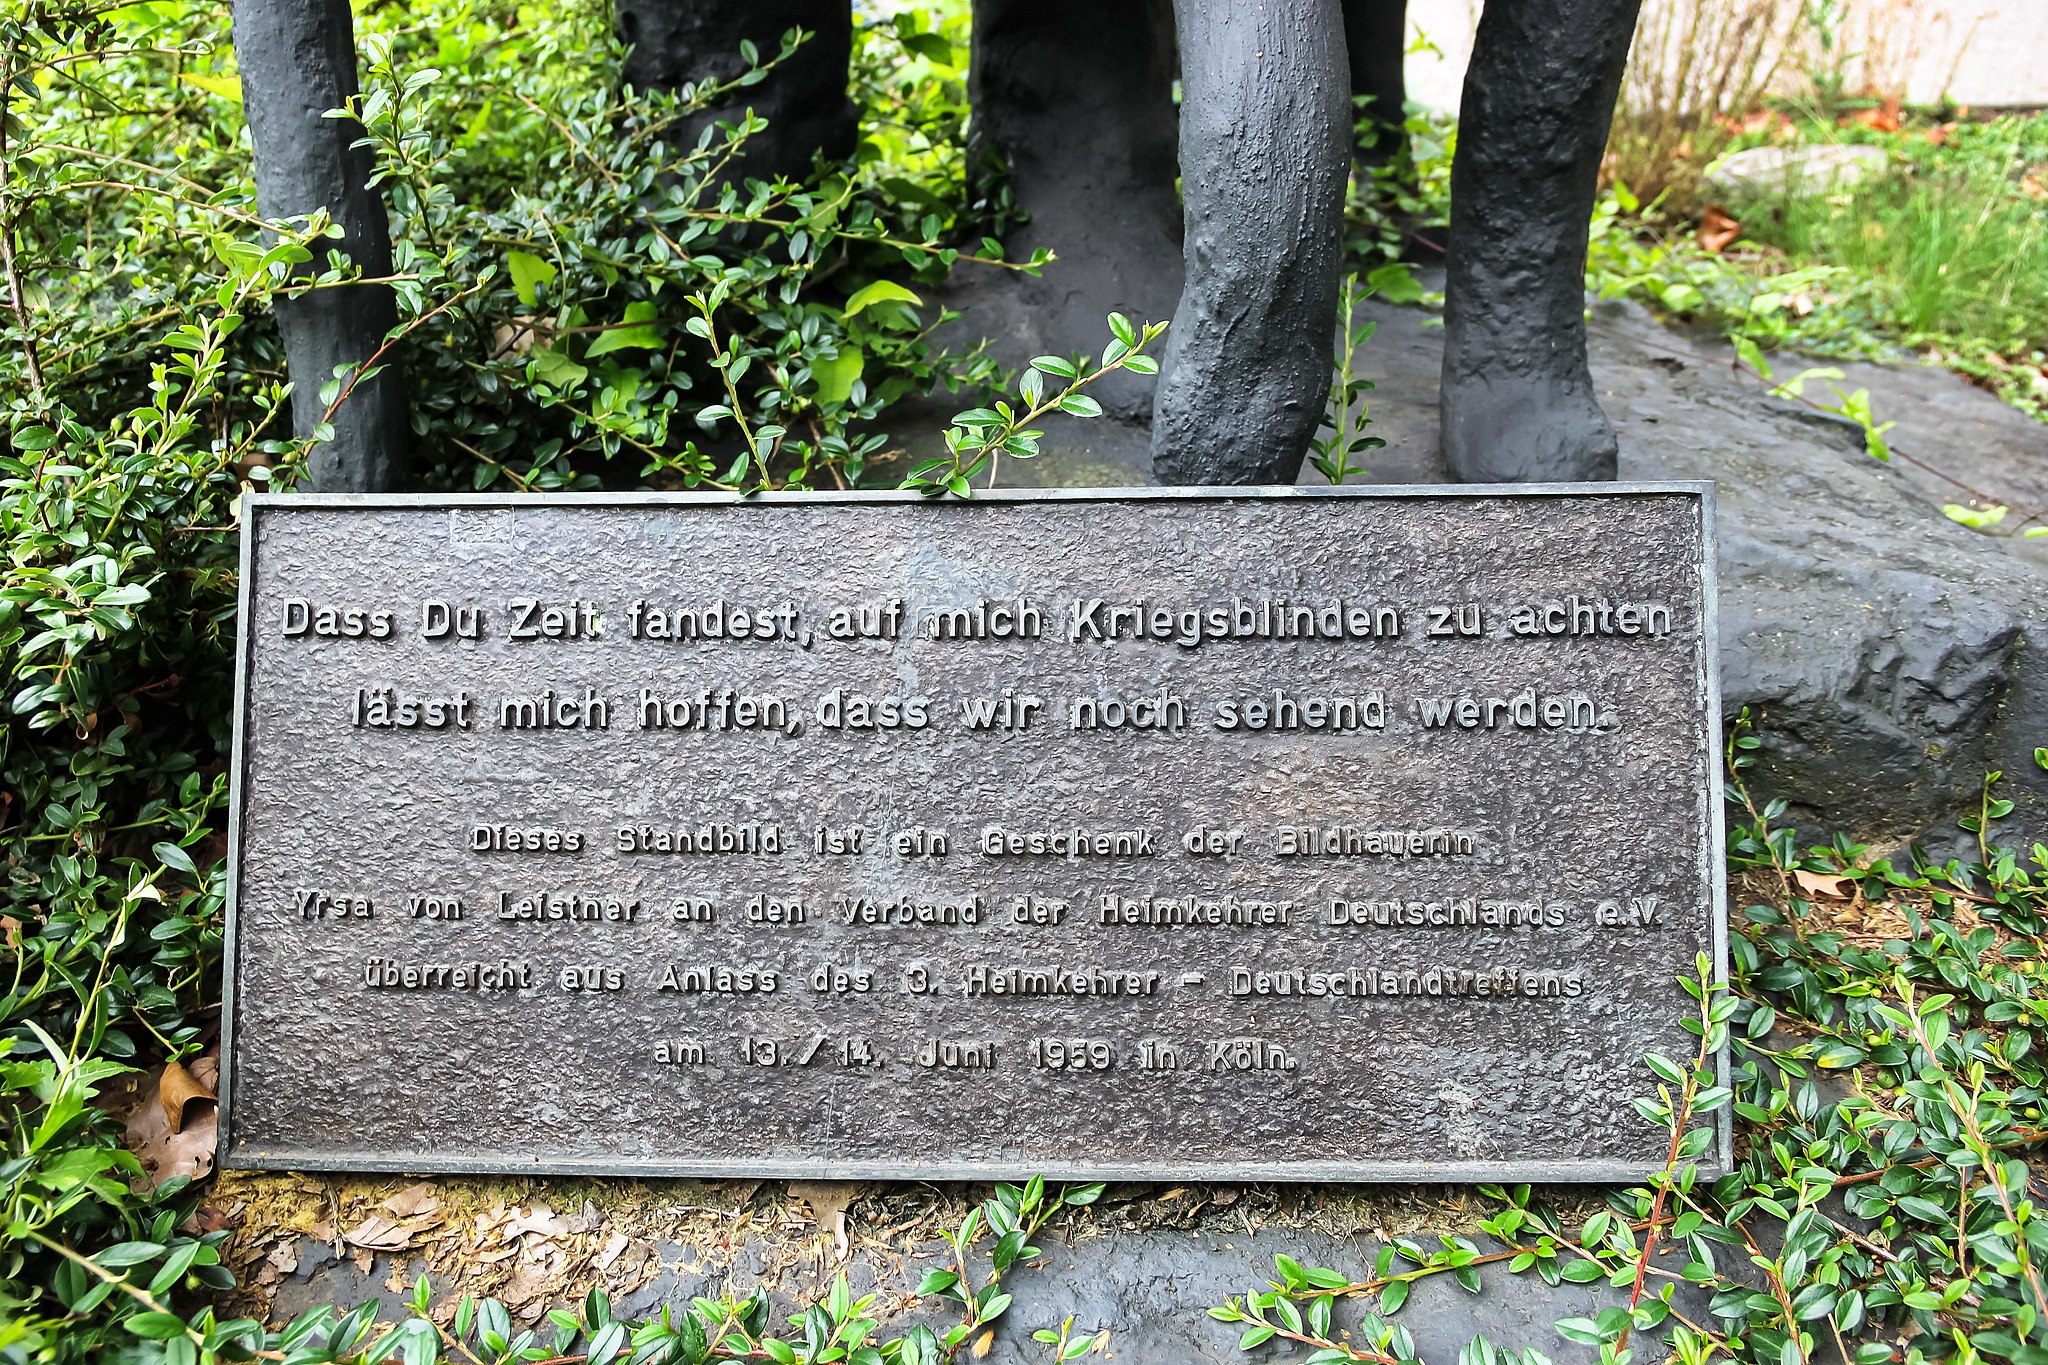 Dass Du Zeit fandest, auf mich Kriegsblinden zu achten
lässt mich hoffen, dass wir noch sehend werden.
Dieses Standbild ist ein Geschenk der Bildhauerin
Yrsa von Leistner an den Verband der Heimkehrer Deutschlands e.V.
überreicht aus Anlass des 3. Heimkehrer - Deutschlandtreffens
am 13./14. Juni 1959 in Köln.